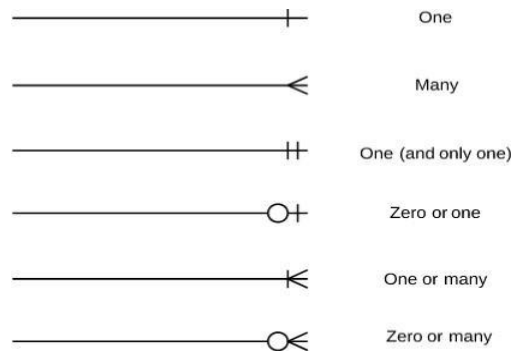 One
Many
One (and only one)
Zero or one
One or many
Zero or many